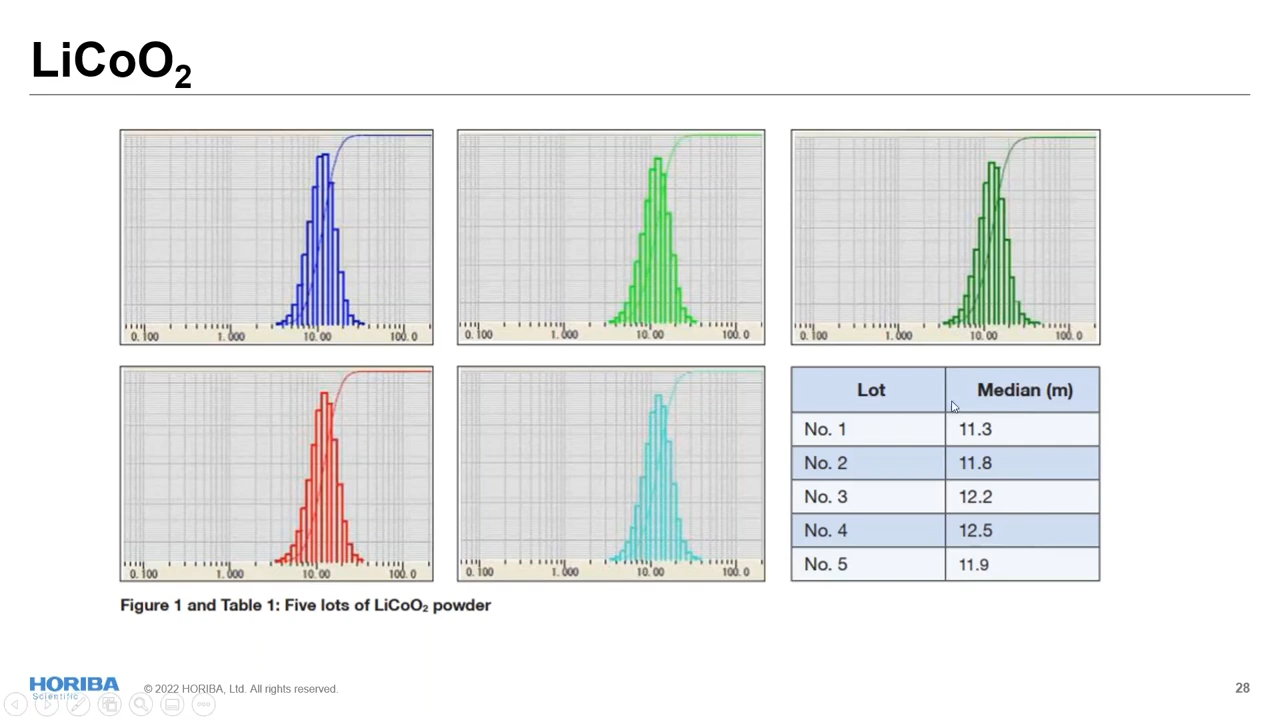 LiCoO₂
0.100 1.000 10.00 100.0
0.100 1.000 10.00 100.0
0.100 1.000 10.00 100.0
0.100 1.000 10.00 100.0
0.100 1.000 10.00 100.0
Lot Median (m)
No. 1 11.3
No. 2 11.8
No. 3 12.2
No. 4 12.5
No. 5 11.9
Figure 1 and Table 1: Five lots of LiCoO₂ powder
HORIBA
Scientific
© 2022 HORIBA, Ltd. All rights reserved.
28